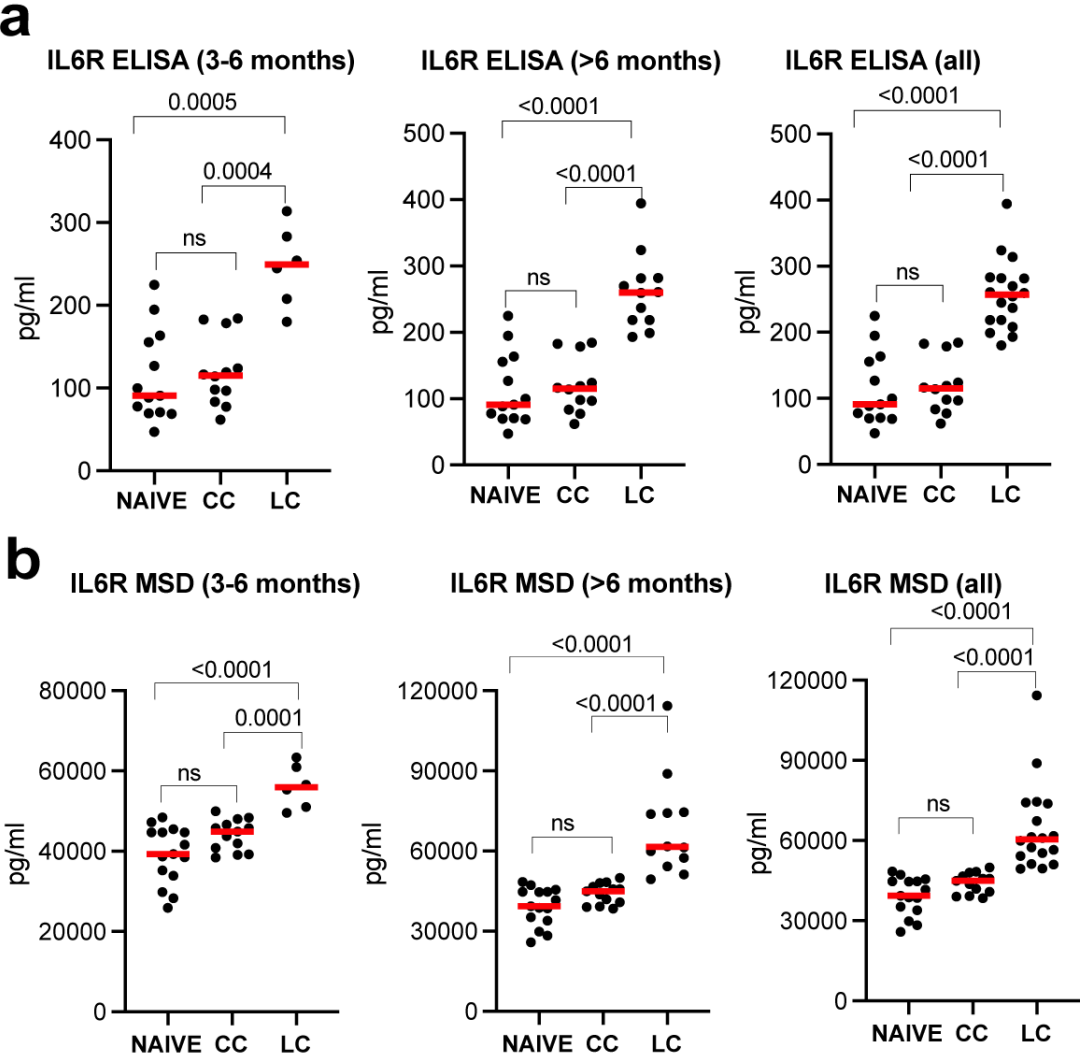 a
IL6R ELISA (3-6 months)
0.0005
0.0004
ns
400
300
200
100
0
pg/ml
NAIVE CC LC
IL6R ELISA (>6 months)
<0.0001
<0.0001
ns
500
400
300
200
100
0
pg/ml
NAIVE CC LC
IL6R ELISA (all)
<0.0001
<0.0001
ns
500
400
300
200
100
0
pg/ml
NAIVE CC LC
b
IL6R MSD (3-6 months)
<0.0001
0.0001
ns
80000
60000
40000
20000
0
pg/ml
NAIVE CC LC
IL6R MSD (>6 months)
<0.0001
<0.0001
ns
120000
90000
60000
30000
0
pg/ml
NAIVE CC LC
IL6R MSD (all)
<0.0001
<0.0001
ns
120000
90000
60000
30000
0
pg/ml
NAIVE CC LC